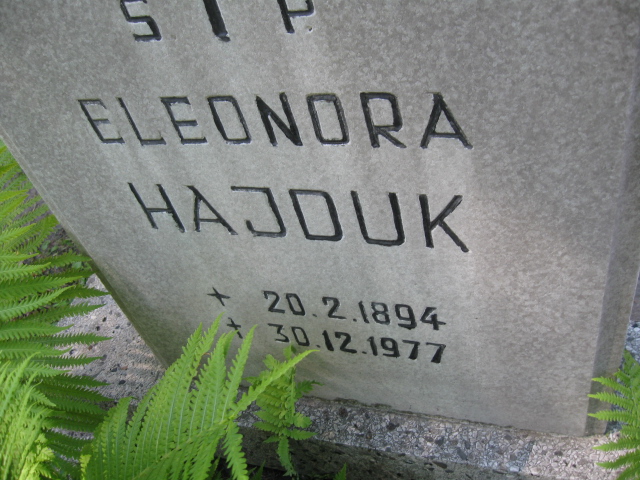 S P
ELEONORA
HAJDUK
* 20.2.1894
+ 30.12.1977